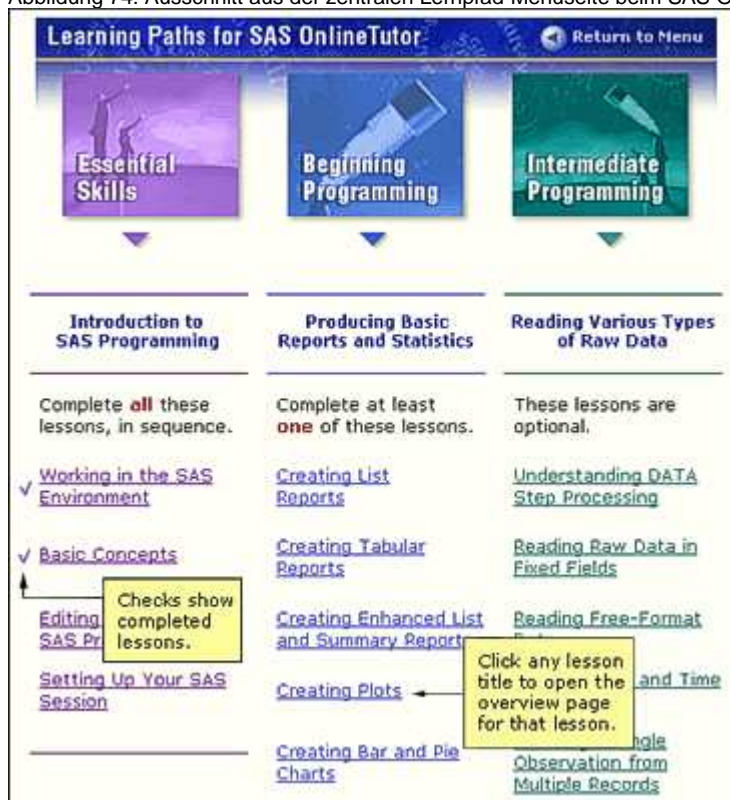 Abbildung 74: Ausschnitt aus der zentralen Lernpfad-Menüseite beim SAS
Learning Paths for SAS OnlineTutor
Return to Menu
Essential
Skills
Beginning
Programming
Intermediate
Programming
Introduction to
SAS Programming
Complete all these
lessons, in sequence.
Working in the SAS
Environment
Basic Concepts
Checks show
completed
lessons.
Editing
SAS
Setting Up Your SAS
Session
Producing Basic
Reports and Statistics
Complete at least
one of these lessons.
Creating List
Reports
Creating Tabular
Reports
Creating Enhanced List
and Summary Reports
Creating Plots
Click any lesson
title to open the
overview page
for that lesson.
Creating Bar and Pie
Charts
Reading Various Types
of Raw Data
These lessons are
optional.
Understanding DATA
Step Processing
Reading Raw Data in
Fixed Fields
Reading Free-Format
and Time
Observation from
Multiple Records